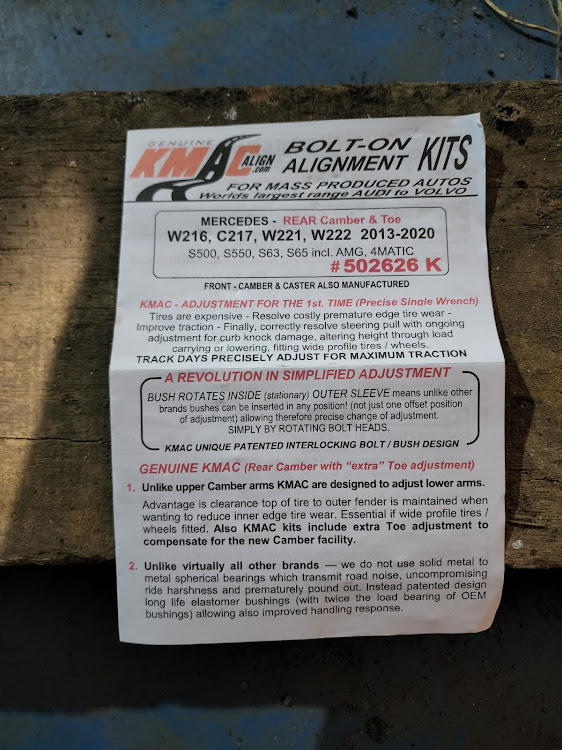 GENUINE
KMAC ALIGN .com
BOLT-ON ALIGNMENT KITS
FOR MASS PRODUCED AUTOS
Worlds largest range AUDI to VOLVO
MERCEDES - REAR Camber & Toe
W216, C217, W221, W222 2013-2020
S500, S550, S63, S65 incl. AMG, 4MATIC
# 502626 K
FRONT - CAMBER & CASTER ALSO MANUFACTURED
KMAC - ADJUSTMENT FOR THE 1st. TIME (Precise Single Wrench)
Tires are expensive - Resolve costly premature edge tire wear -
Improve traction - Finally, correctly resolve steering pull with ongoing
adjustment for curb knock damage, altering height through load
carrying or lowering, fitting wide profile tires / wheels.
TRACK DAYS PRECISELY ADJUST FOR MAXIMUM TRACTION
A REVOLUTION IN SIMPLIFIED ADJUSTMENT
BUSH ROTATES INSIDE (stationary) OUTER SLEEVE means unlike other
brands bushes can be inserted in any position! (not just one offset position
of adjustment) allowing therefore precise change of adjustment.
SIMPLY BY ROTATING BOLT HEADS.
KMAC UNIQUE PATENTED INTERLOCKING BOLT / BUSH DESIGN
GENUINE KMAC (Rear Camber with "extra" Toe adjustment)
1. Unlike upper Camber arms KMAC are designed to adjust lower arms.
Advantage is clearance top of tire to outer fender is maintained when
wanting to reduce inner edge tire wear. Essential if wide profile tires /
wheels fitted. Also KMAC kits include extra Toe adjustment to
compensate for the new Camber facility.
2. Unlike virtually all other brands — we do not use solid metal to
metal spherical bearings which transmit road noise, uncompromising
ride harshness and prematurely pound out. Instead patented design
long life elastomer bushings (with twice the load bearing of OEM
bushings) allowing also improved handling response.